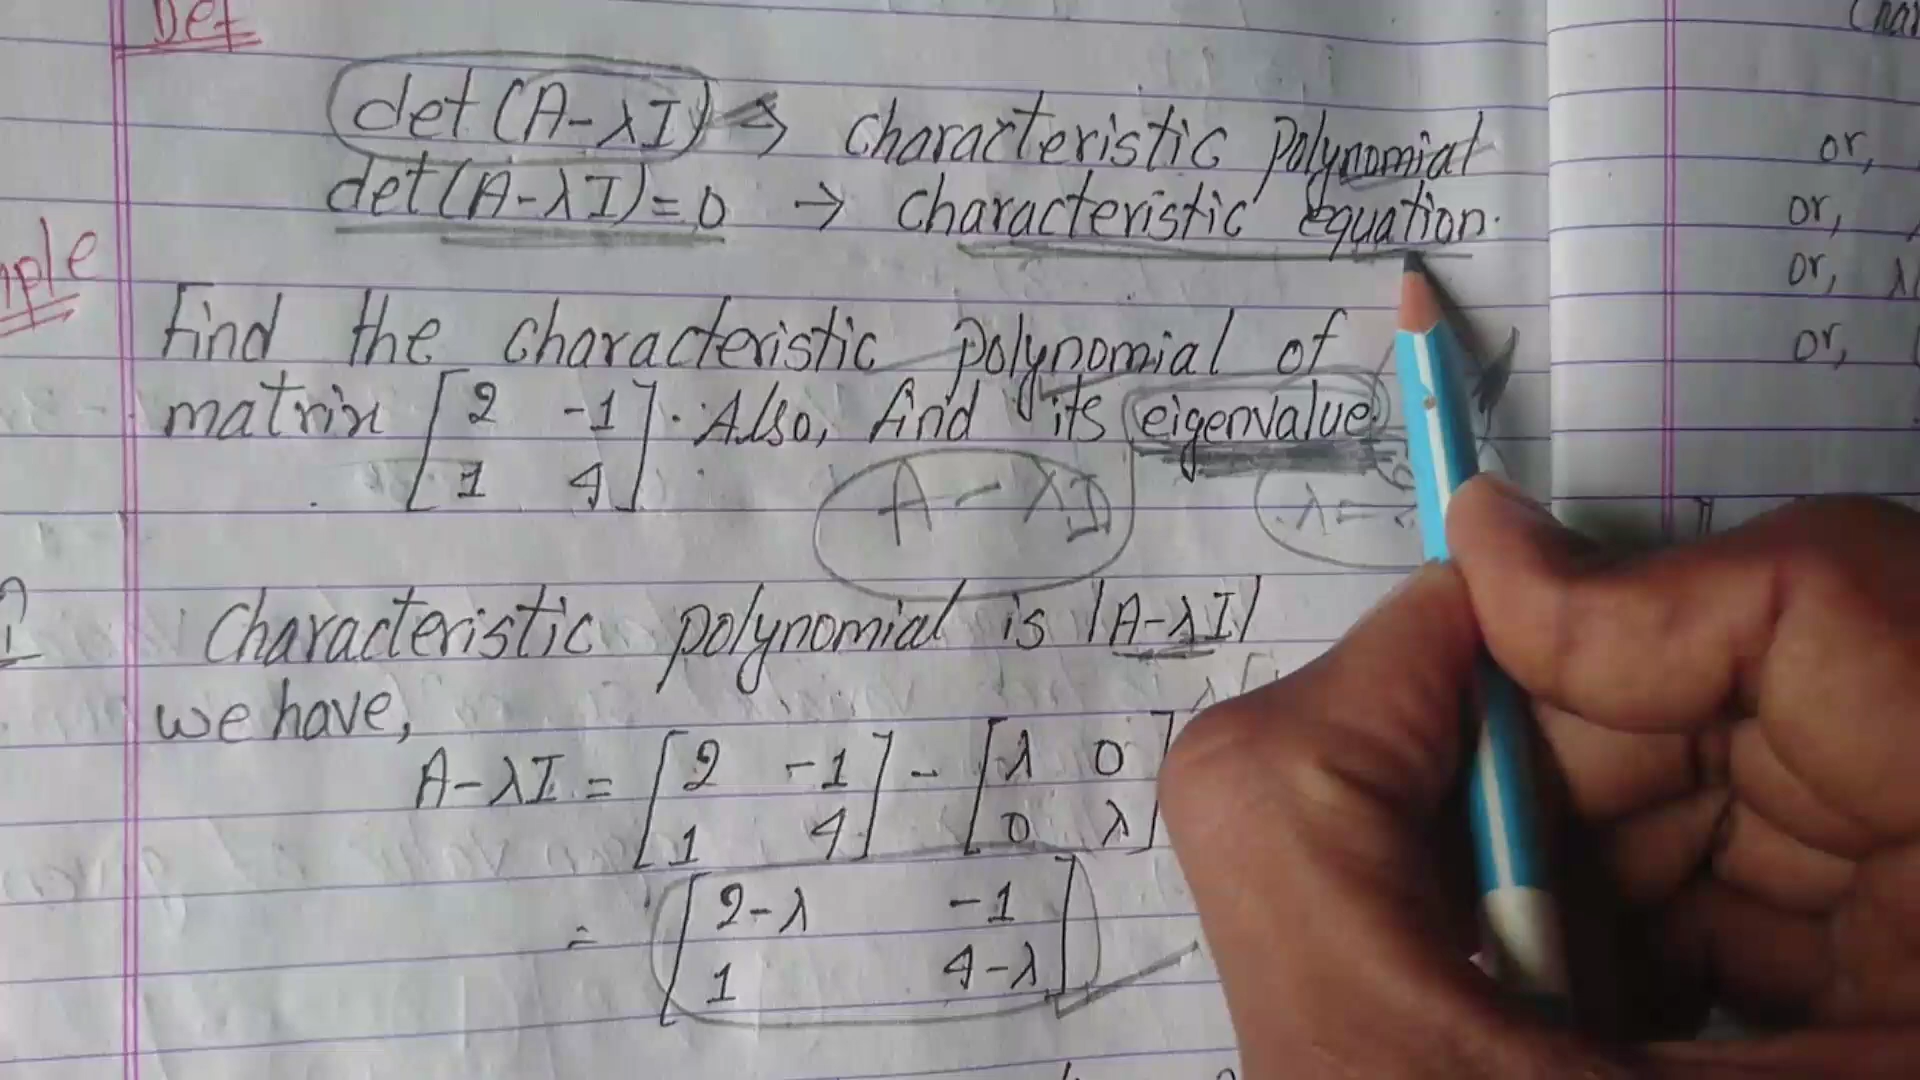 Def
det(A-λI) → characteristic polynomial
det(A-λI)=0 → characteristic equation.
Find the characteristic polynomial of
matrix [2 -1
1 4]. Also, find its eigenvalue.
A-λI
λ=
Characteristic polynomial is |A-λI|
we have,
A-λI = [2 -1
1 4] - [λ 0
0 λ]
= [2-λ -1
1 4-λ]
or,
or,
or, λ
or,